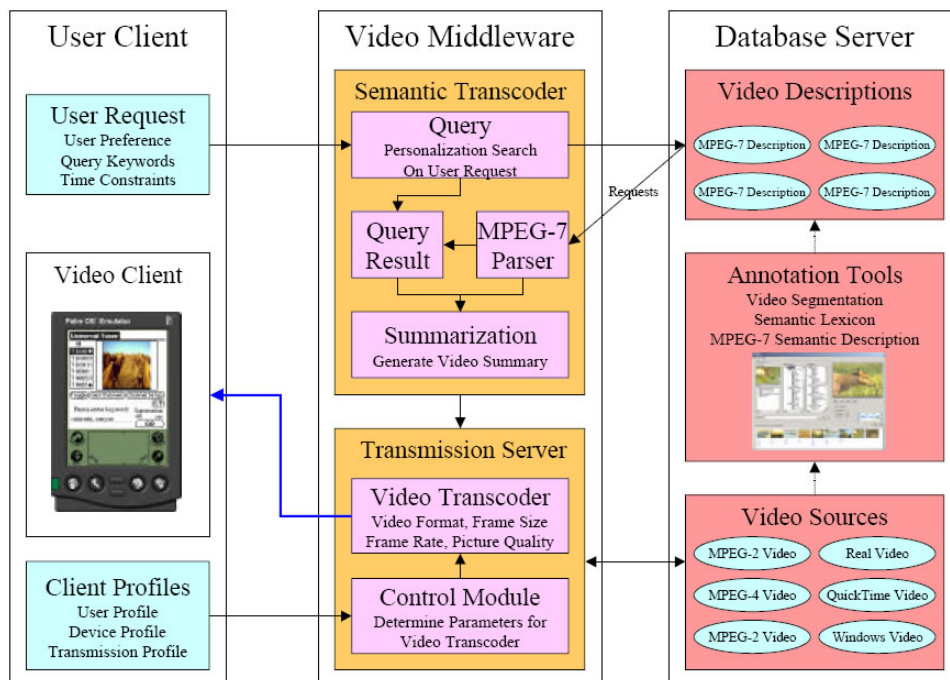 User Client
User Request
User Preference
Query Keywords
Time Constraints
Video Client
Palm OS Emulator
Client Profiles
User Profile
Device Profile
Transmission Profile
Video Middleware
Semantic Transcoder
Query
Personalization Search
On User Request
Query
Result
MPEG-7
Parser
Summarization
Generate Video Summary
Transmission Server
Video Transcoder
Video Format, Frame Size
Frame Rate, Picture Quality
Control Module
Determine Parameters for
Video Transcoder
Requests
Database Server
Video Descriptions
MPEG-7 Description
MPEG-7 Description
MPEG-7 Description
MPEG-7 Description
Annotation Tools
Video Segmentation
Semantic Lexicon
MPEG-7 Semantic Description
Video Sources
MPEG-2 Video
Real Video
MPEG-4 Video
QuickTime Video
MPEG-2 Video
Windows Video